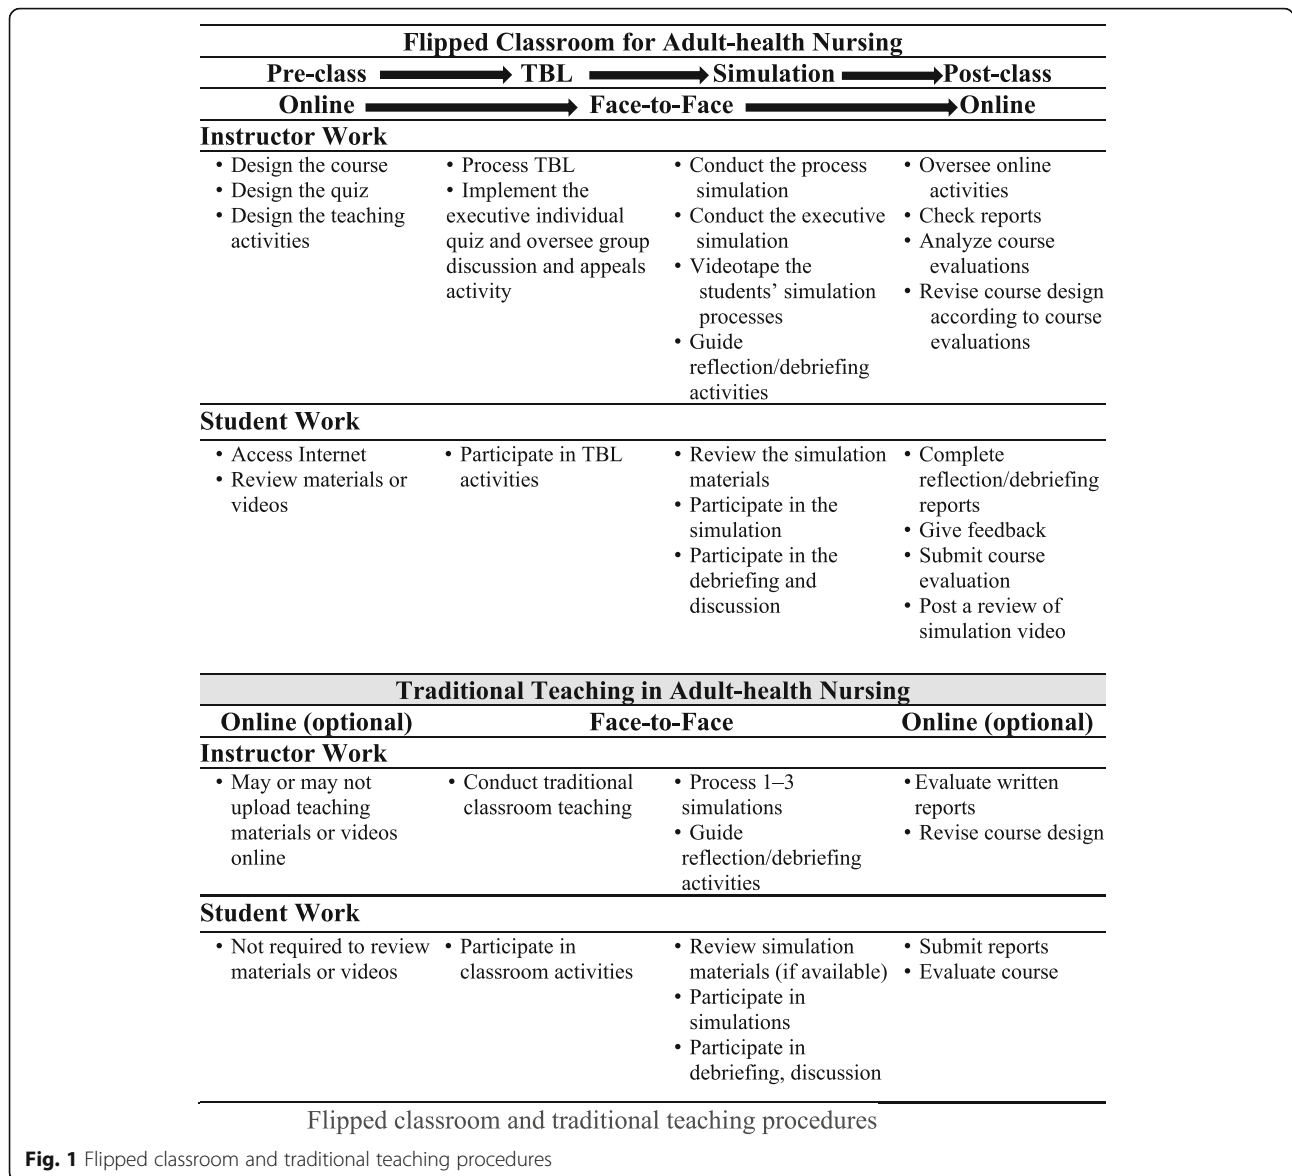 Flipped Classroom for Adult-health Nursing
Pre-class TBL Simulation Post-class
Online Face-to-Face Online
Instructor Work
• Design the course
• Design the quiz
• Design the teaching
activities
• Process TBL
• Implement the
executive individual
quiz and oversee group
discussion and appeals
activity
• Conduct the process
simulation
• Conduct the executive
simulation
• Videotape the
students’ simulation
processes
• Guide
reflection/debriefing
activities
• Oversee online
activities
• Check reports
• Analyze course
evaluations
• Revise course design
according to course
evaluations
Student Work
• Access Internet
• Review materials or
videos
• Participate in TBL
activities
• Review the simulation
materials
• Participate in the
simulation
• Participate in the
debriefing and
discussion
• Complete
reflection/debriefing
reports
• Give feedback
• Submit course
evaluation
• Post a review of
simulation video
Traditional Teaching in Adult-health Nursing
Online (optional) Face-to-Face Online (optional)
Instructor Work
• May or may not
upload teaching
materials or videos
online
• Conduct traditional
classroom teaching
• Process 1–3
simulations
• Guide
reflection/debriefing
activities
• Evaluate written
reports
• Revise course design
Student Work
• Not required to review
materials or videos
• Participate in
classroom activities
• Review simulation
materials (if available)
• Participate in
simulations
• Participate in
debriefing, discussion
• Submit reports
• Evaluate course
Flipped classroom and traditional teaching procedures
Fig. 1 Flipped classroom and traditional teaching procedures